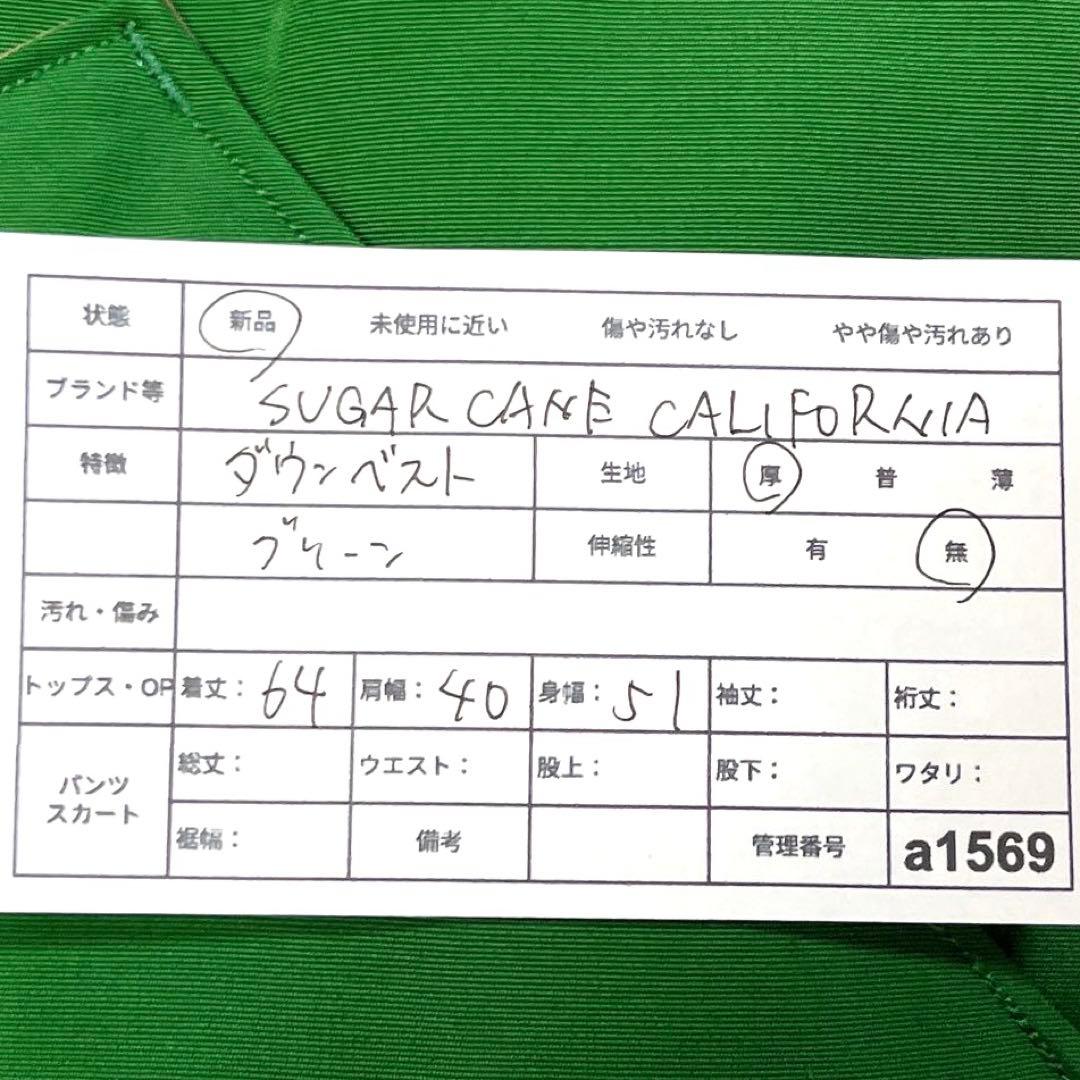 状態 新品 未使用に近い 傷や汚れなし やや傷や汚れあり
ブランド等 SUGAR CANE CALIFORNIA
特徴 ダウンベスト 生地 厚 普 薄
グリーン 伸縮性 有 無
汚れ・傷み
トップス・OP 着丈: 64 肩幅: 40 身幅: 51 袖丈: 裄丈:
パンツ
スカート
総丈: ウエスト: 股上: 股下: ワタリ:
裾幅: 備考 管理番号 a1569